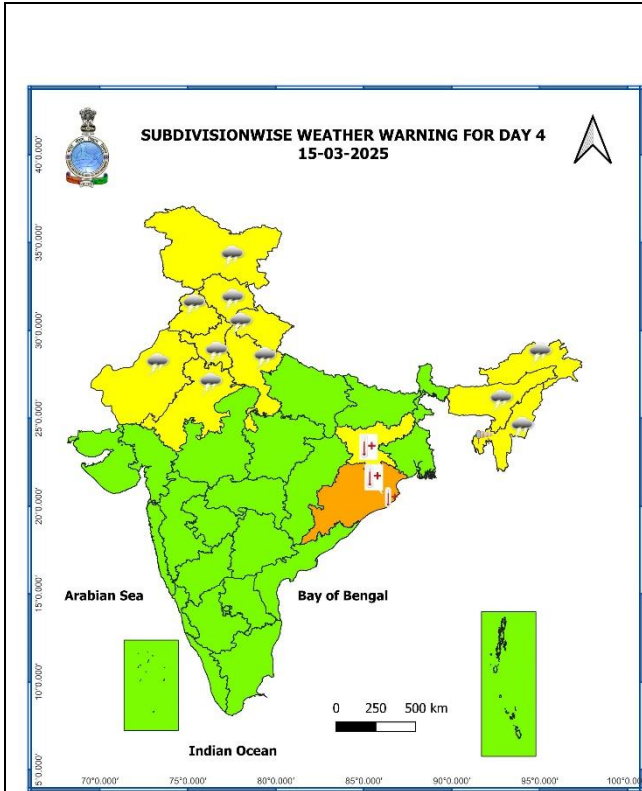 SUBDIVISIONWISE WEATHER WARNING FOR DAY 4
15-03-2025
40°0.000'
35°0.000'
30°0.000'
25°0.000'
20°0.000'
15°0.000'
10°0.000'
5°0.000'
Arabian Sea
Bay of Bengal
0 250 500 km
Indian Ocean
70°0.000' 75°0.000' 80°0.000' 85°0.000' 90°0.000' 95°0.000' 100°0.00